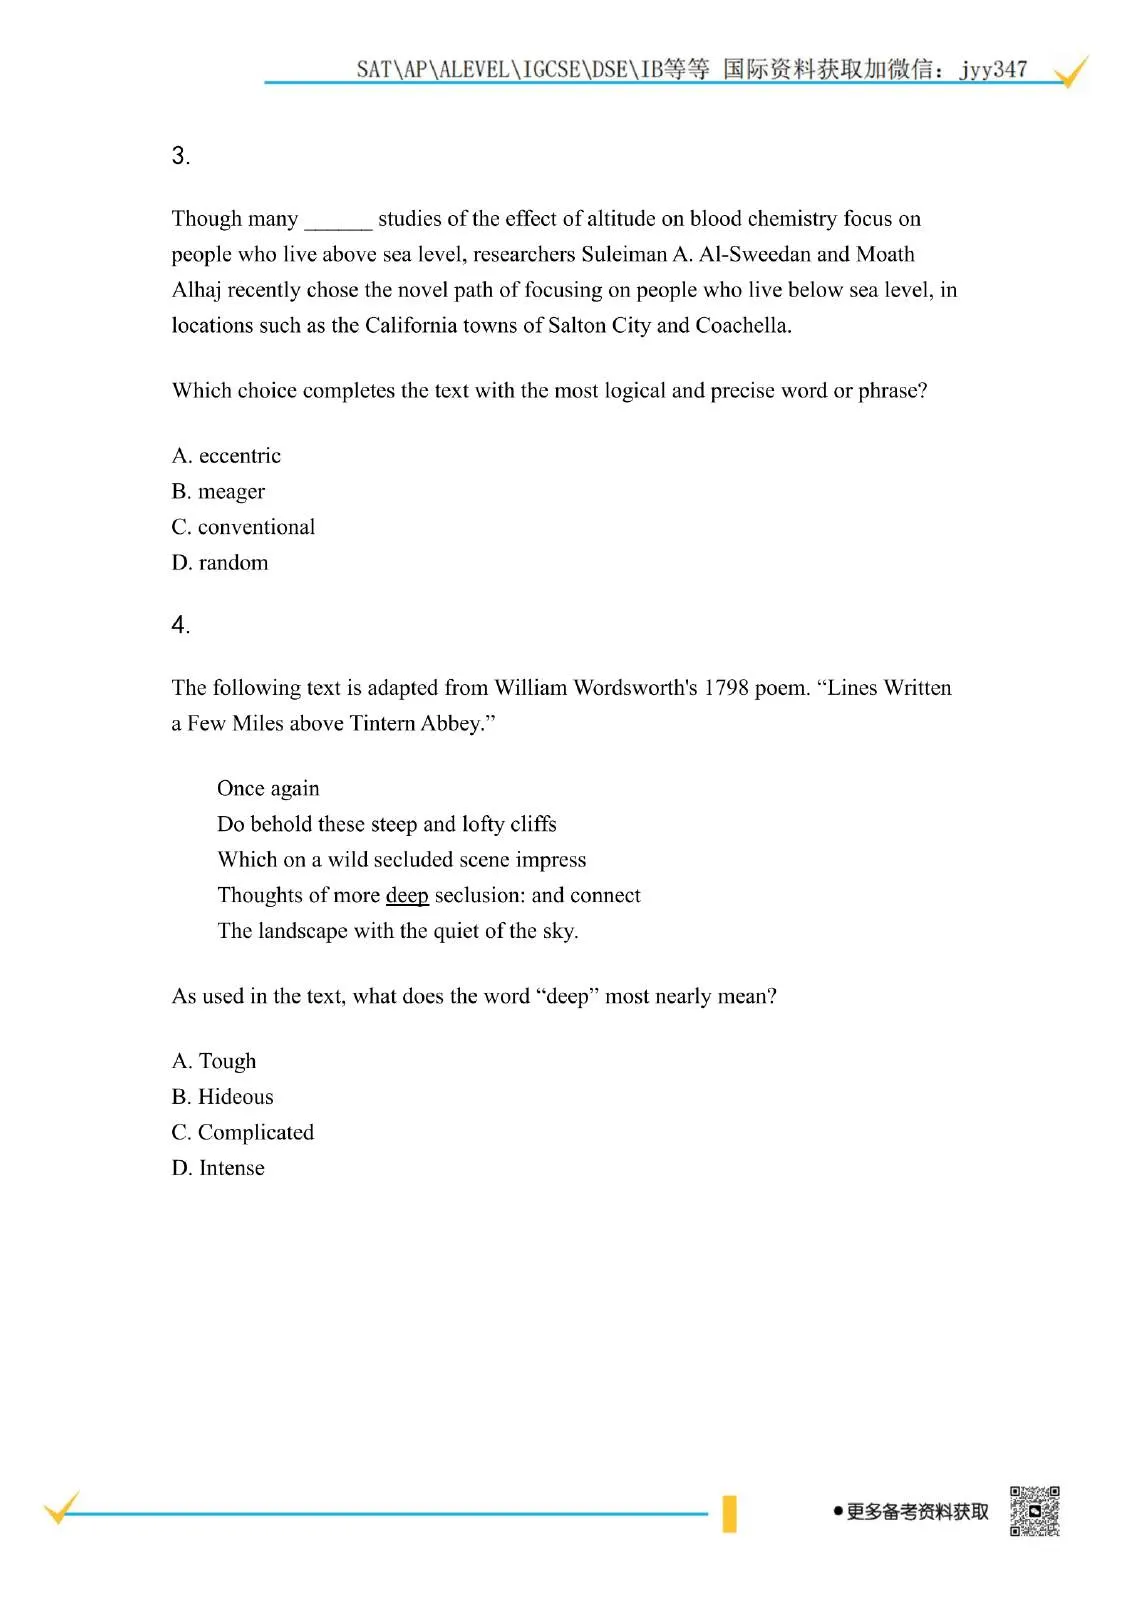 SAT\AP\ALEVEL\IGCSE\DSE\IB等等 国际资料获取加微信：jyy347
3.
Though many ______ studies of the effect of altitude on blood chemistry focus on
people who live above sea level, researchers Suleiman A. Al-Sweedan and Moath
Alhaj recently chose the novel path of focusing on people who live below sea level, in
locations such as the California towns of Salton City and Coachella.
Which choice completes the text with the most logical and precise word or phrase?
A. eccentric
B. meager
C. conventional
D. random
4.
The following text is adapted from William Wordsworth's 1798 poem. “Lines Written
a Few Miles above Tintern Abbey.”
Once again
Do behold these steep and lofty cliffs
Which on a wild secluded scene impress
Thoughts of more deep seclusion: and connect
The landscape with the quiet of the sky.
As used in the text, what does the word “deep” most nearly mean?
A. Tough
B. Hideous
C. Complicated
D. Intense
●更多备考资料获取